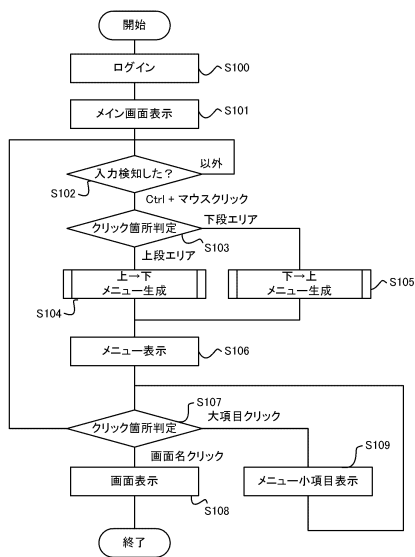 開始
ログイン
S100
メイン画面表示
S101
入力検知した？
以外
S102
Ctrl + マウスクリック
クリック箇所判定
下段エリア
S103
上段エリア
上→下
メニュー生成
S104
下→上
メニュー生成
S105
メニュー表示
S106
S107
クリック箇所判定
大項目クリック
画面名クリック
S109
画面表示
メニュー小項目表示
S108
終了